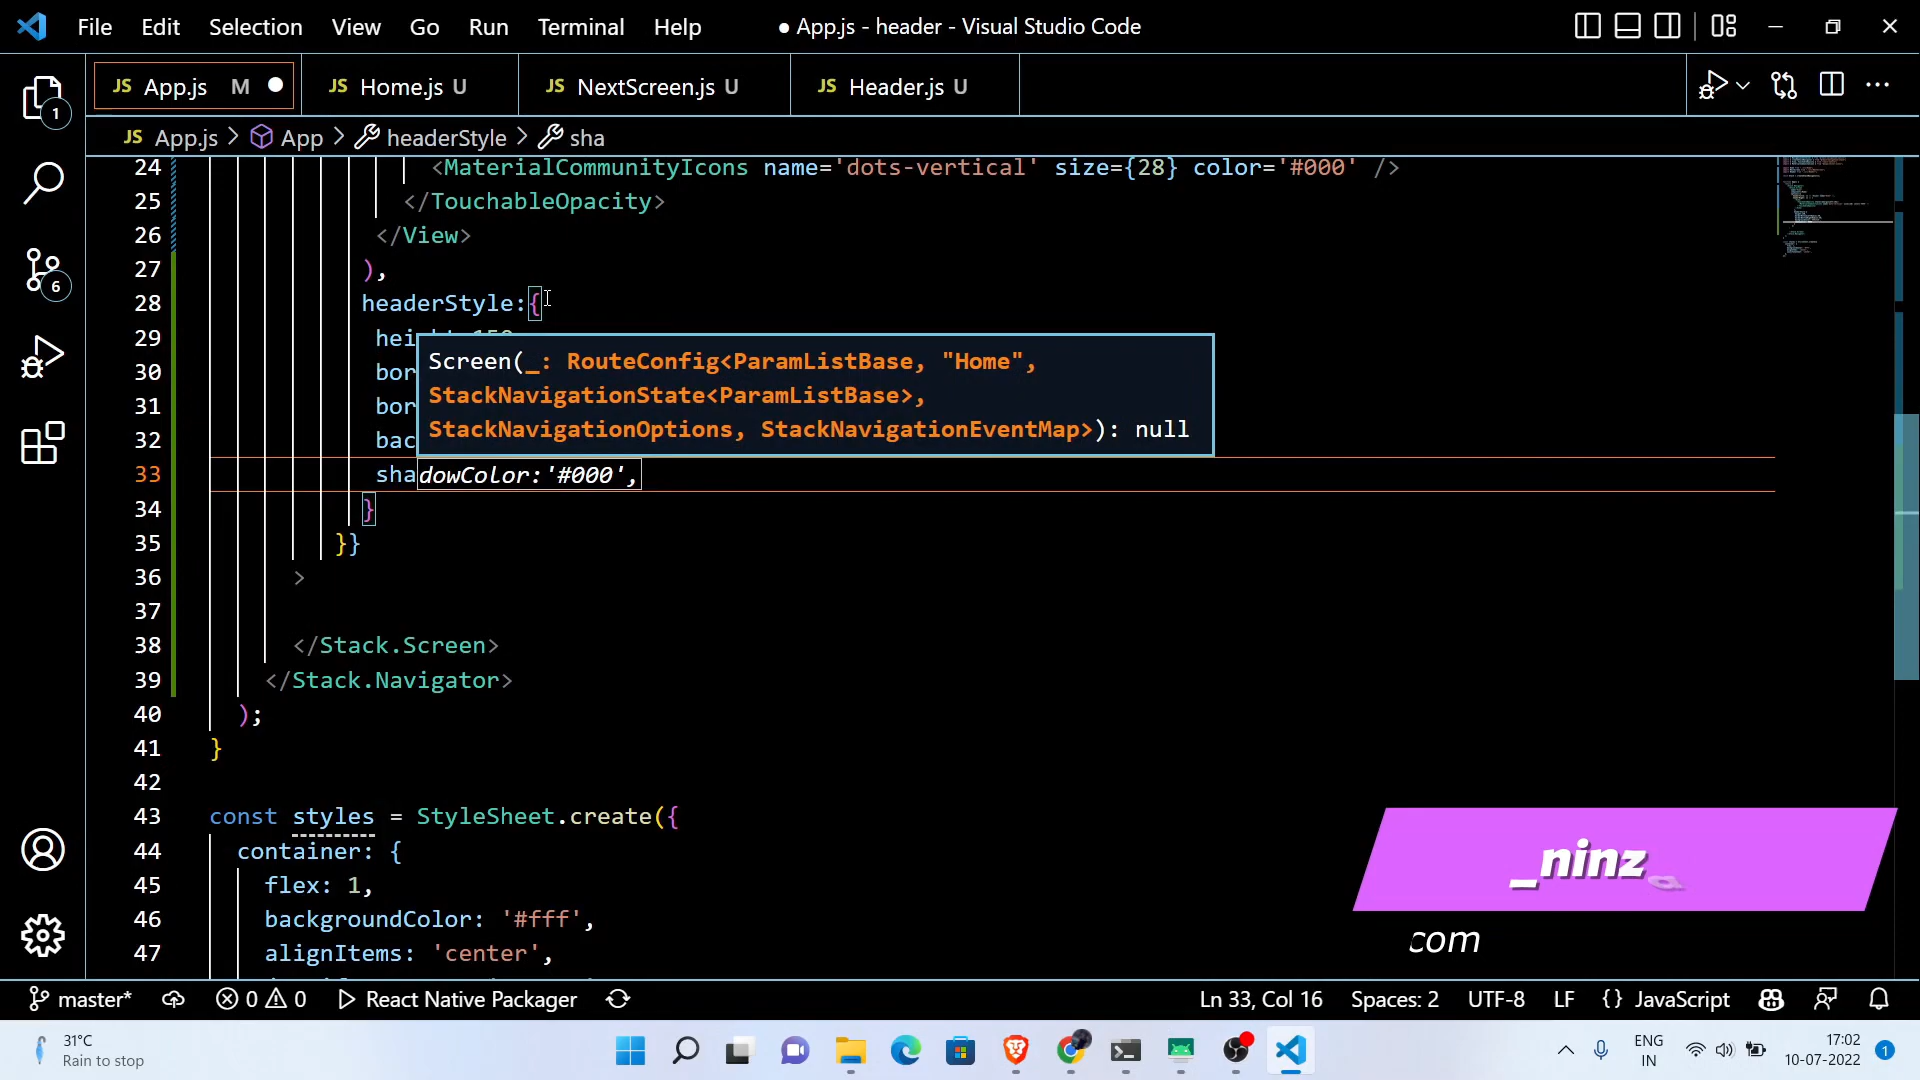 File Edit Selection View Go Run Terminal Help ● App.js - header - Visual Studio Code
JS App.js M JS Home.js U JS NextScreen.js U JS Header.js U
JS App.js > App > headerStyle > sha
24 <MaterialCommunityIcons name='dots-vertical' size={28} color='#000' />
25 </TouchableOpacity>
26 </View>
27 ),
28 headerStyle:{
29 hei
Screen(_: RouteConfig<ParamListBase, "Home",
30 bor
StackNavigationState<ParamListBase>,
31 bor
StackNavigationOptions, StackNavigationEventMap>): null
32 bac
33 shadowColor:'#000',
34 }
35 }}
36 >
37
38 </Stack.Screen>
39 </Stack.Navigator>
40 );
41 }
42
43 const styles = StyleSheet.create({
44 container: {
45 flex: 1,
46 backgroundColor: '#fff',
47 alignItems: 'center',
1
6
_ninz
com
master* 0 0 React Native Packager Ln 33, Col 16 Spaces: 2 UTF-8 LF {} JavaScript
31°C
Rain to stop
ENG
IN
17:02
10-07-2022
1